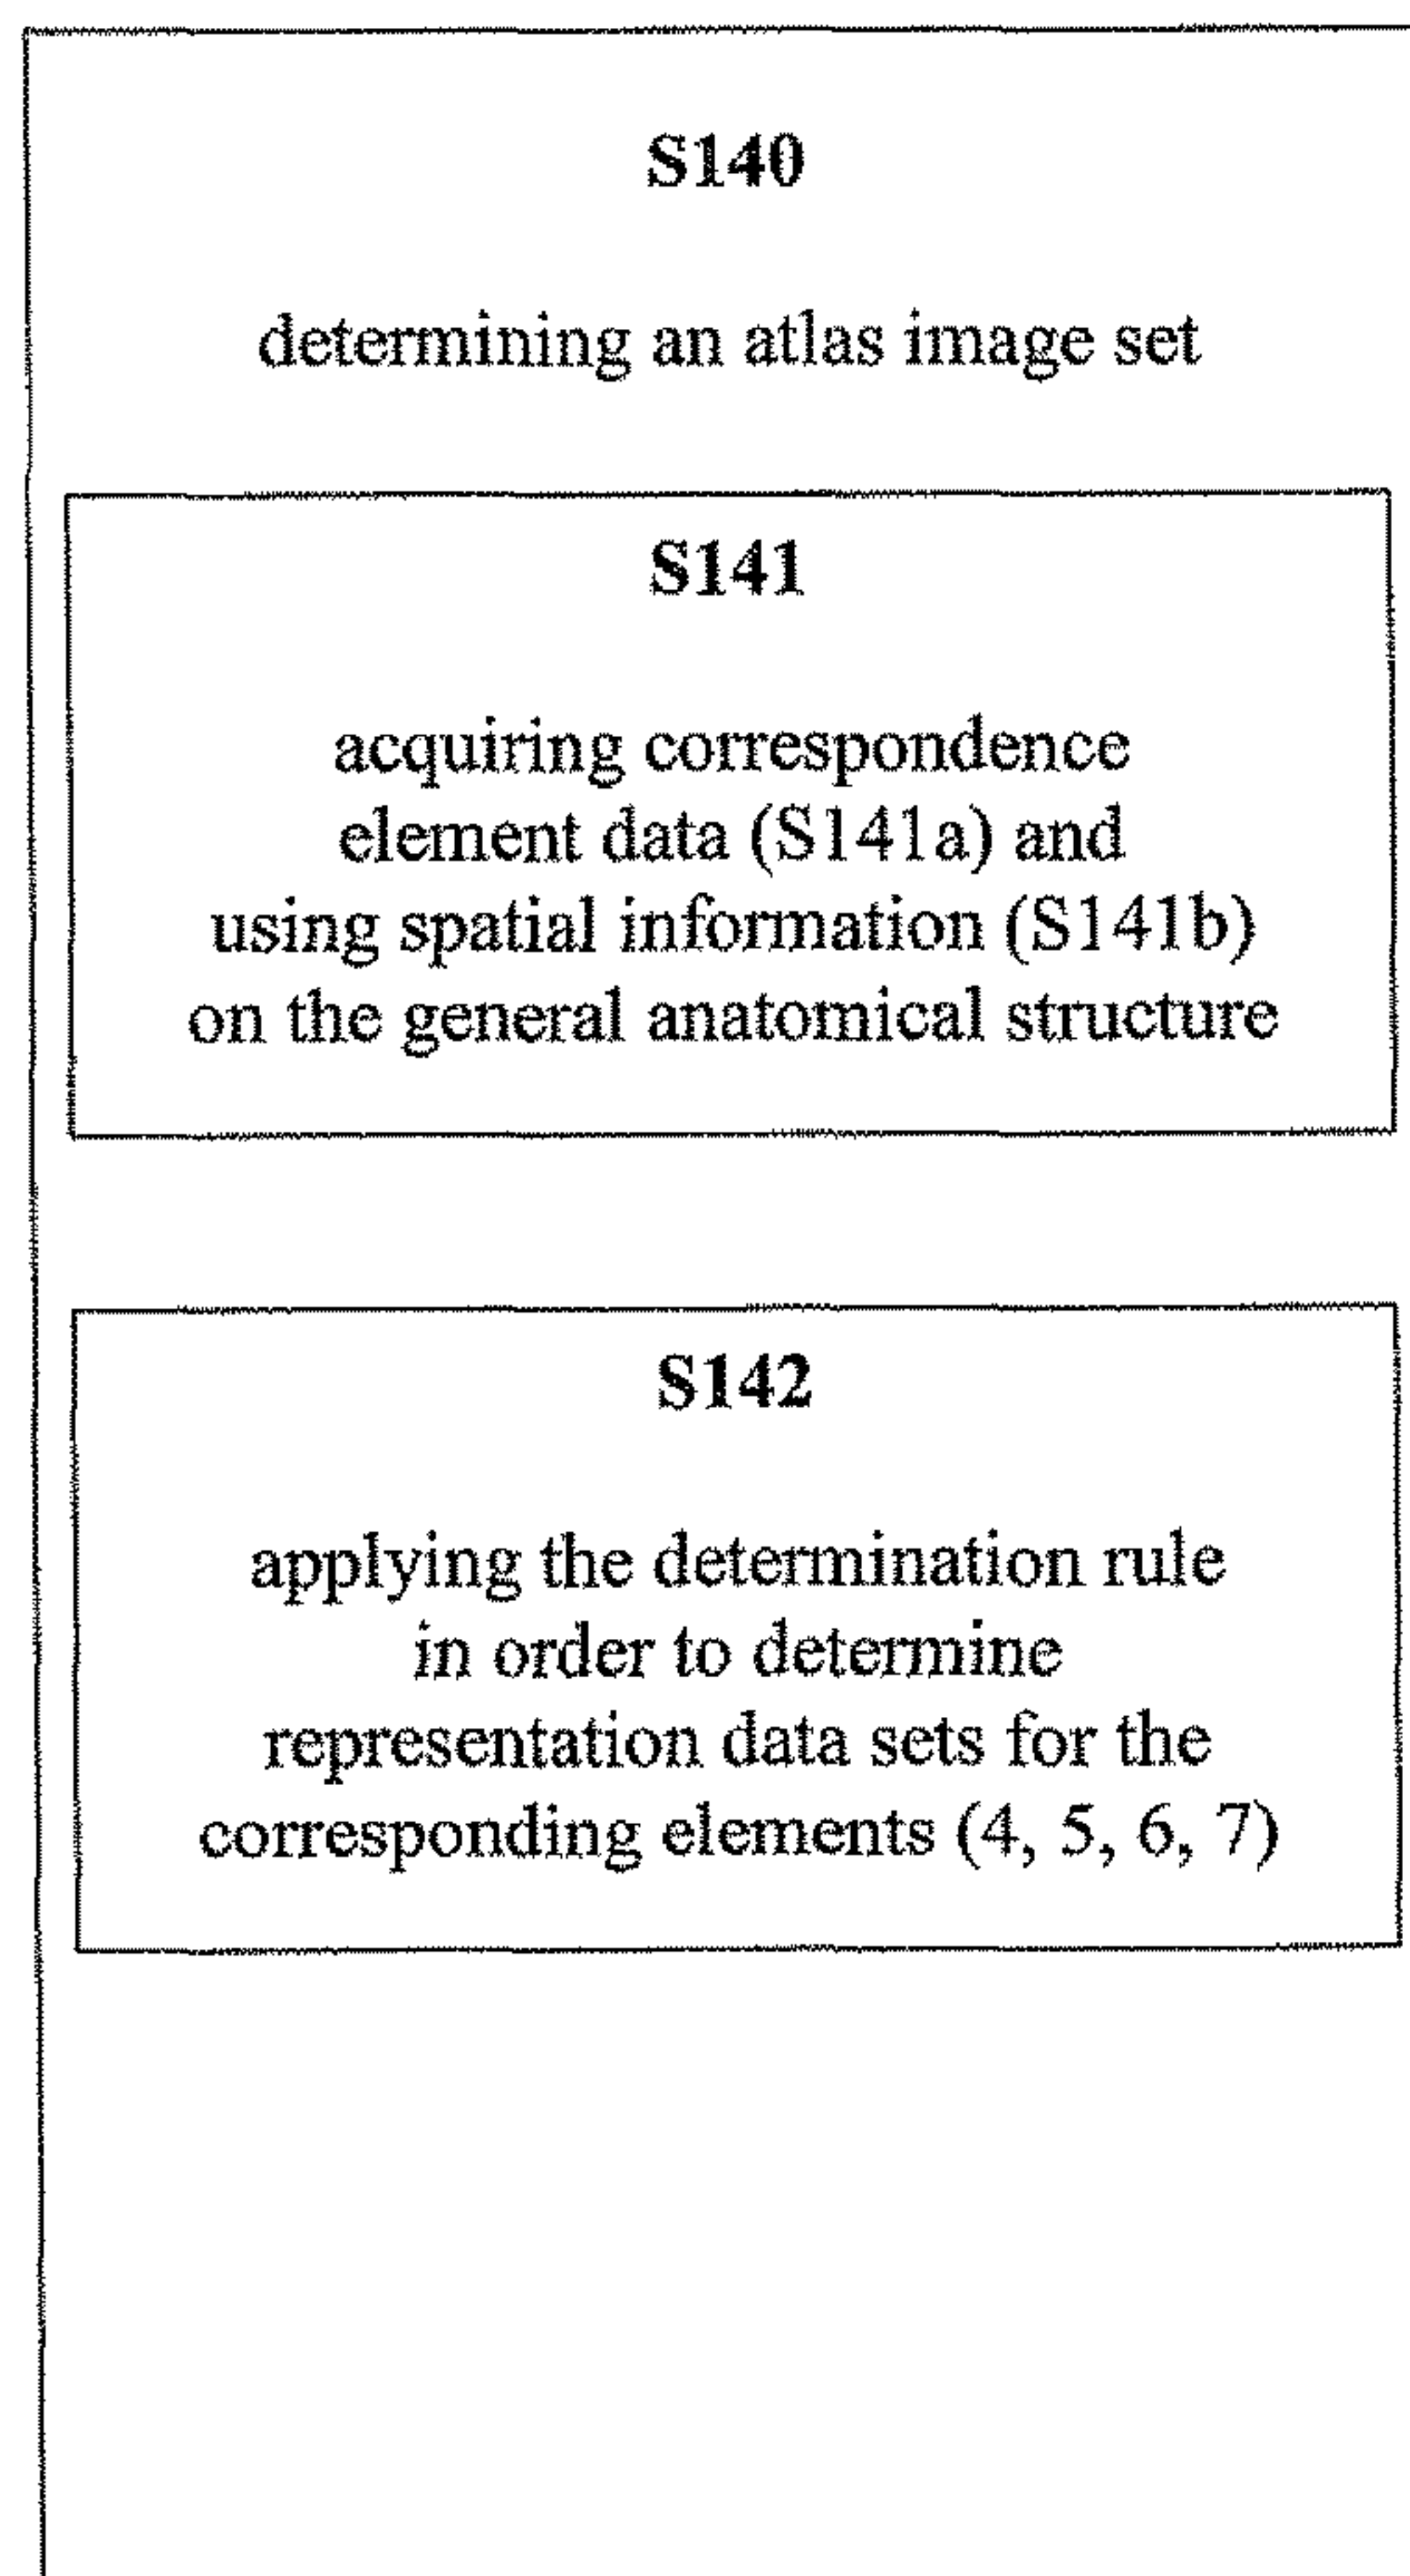 S140
determining an atlas image set
S141
acquiring correspondence
element data (S141a) and
using spatial information (S141b)
on the general anatomical structure
S142
applying the determination rule
in order to determine
representation data sets for the
corresponding elements (4, 5, 6, 7)